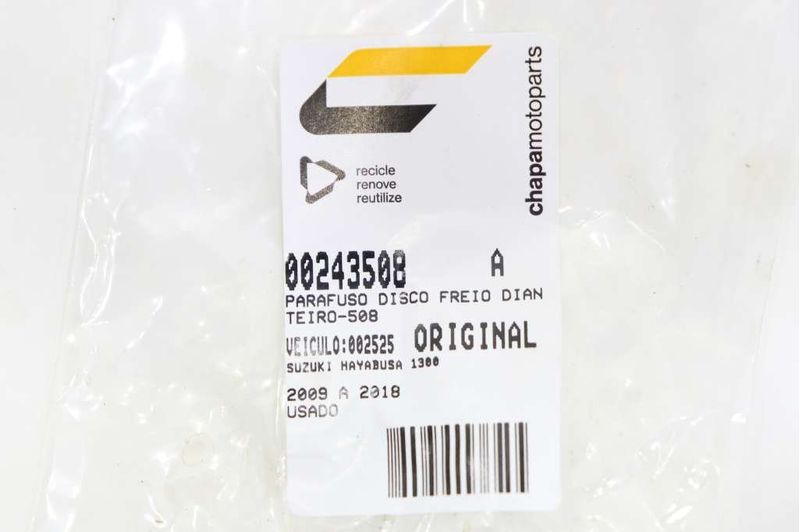 chapamotoparts
recicle
renove
reutilize
00243508 A
PARAFUSO DISCO FREIO DIAN
TEIRO-508
VEICULO:002525 ORIGINAL
SUZUKI HAYABUSA 1300
2009 A 2018
USADO